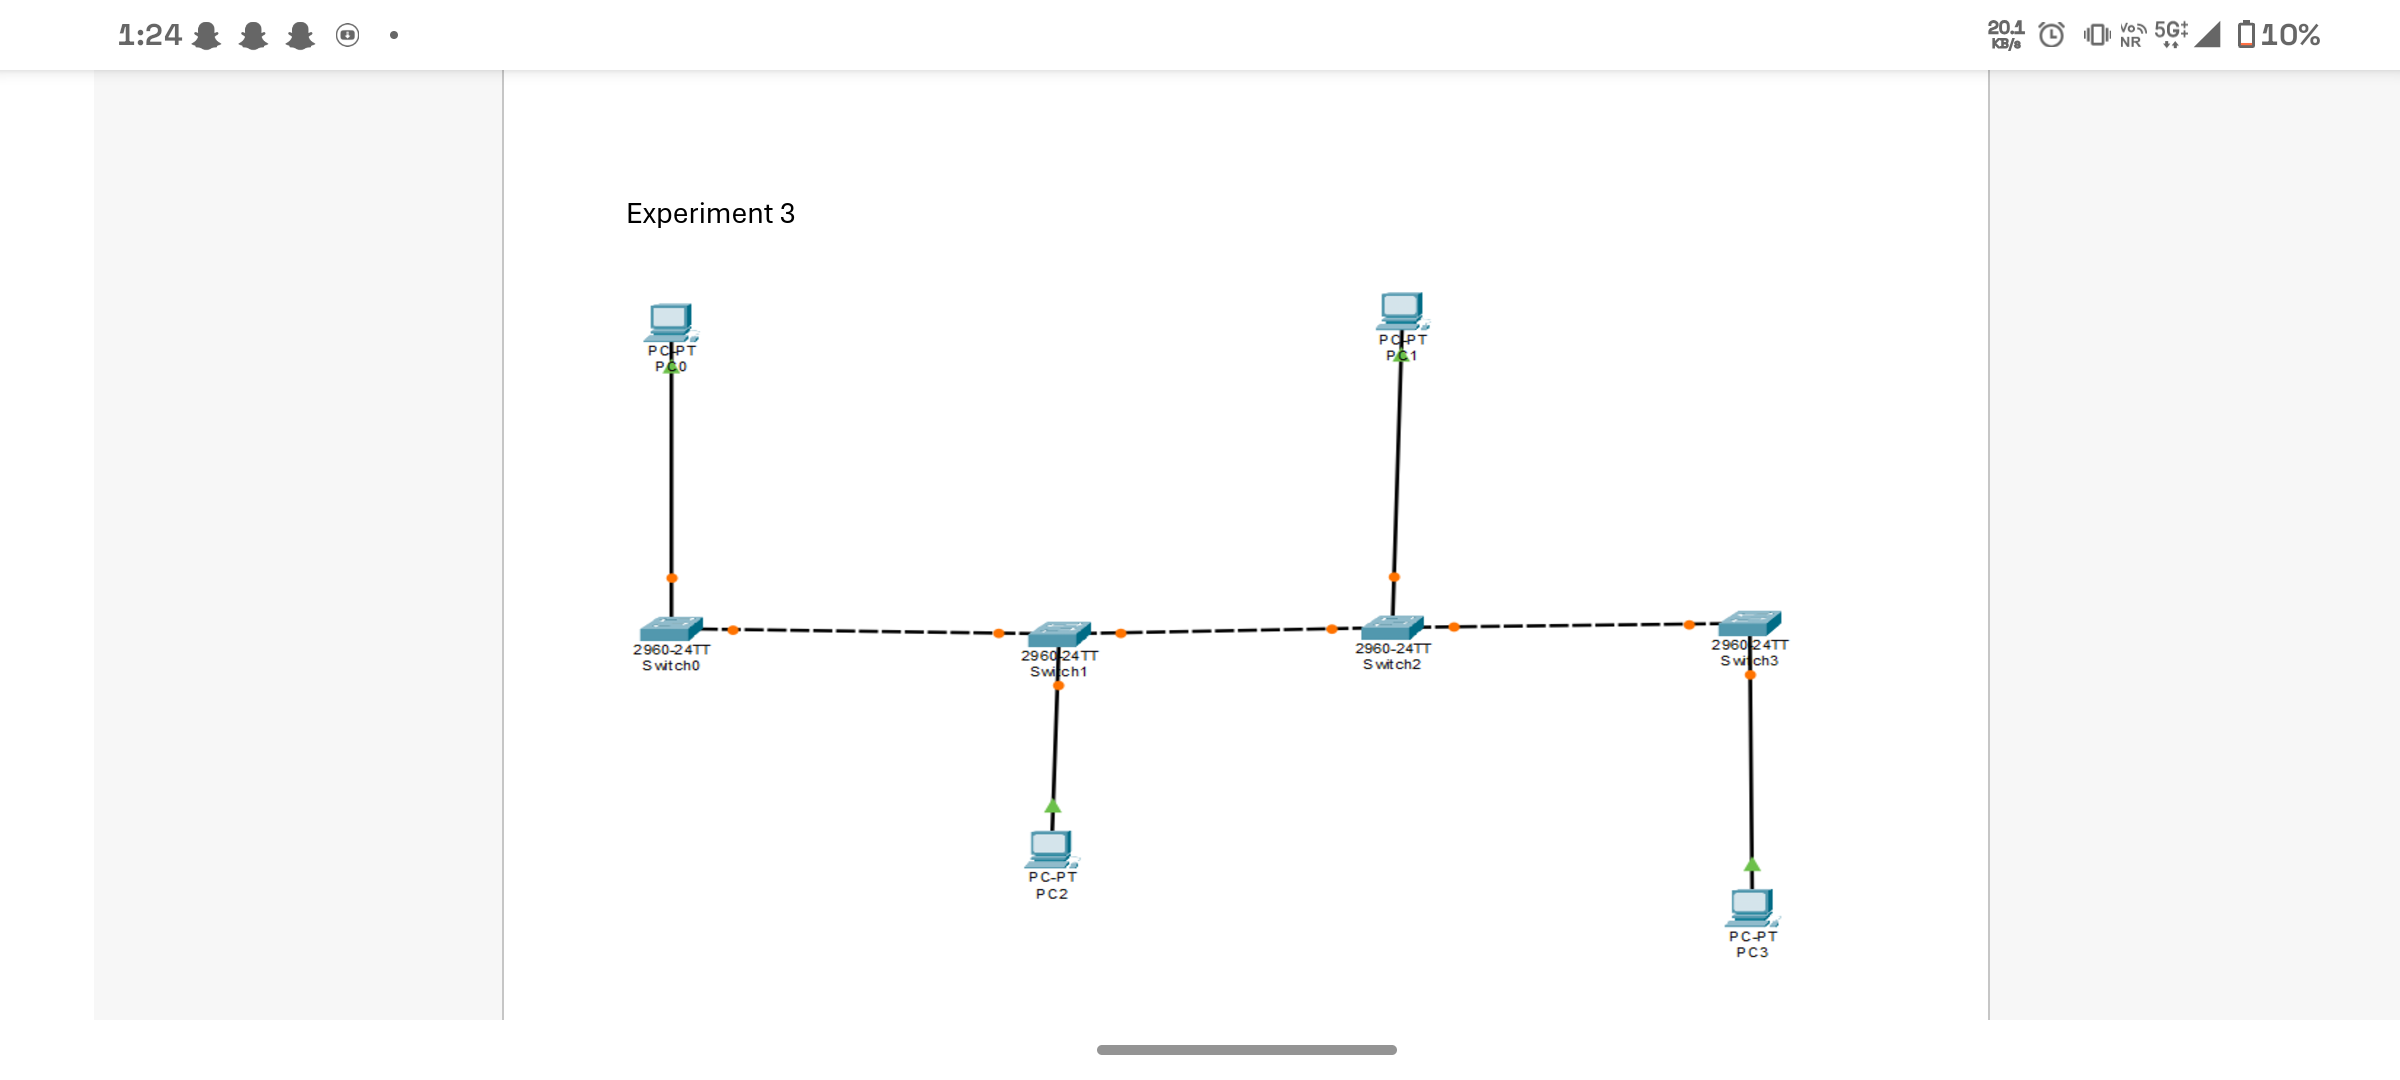 1:24
20.1 KB/s Vo NR 5G 10%
Experiment 3
PC-PT
PC0
PC-PT
PC1
2960-24TT
Switch0
2960-24TT
Switch1
2960-24TT
Switch2
2960-24TT
Switch3
PC-PT
PC2
PC-PT
PC3